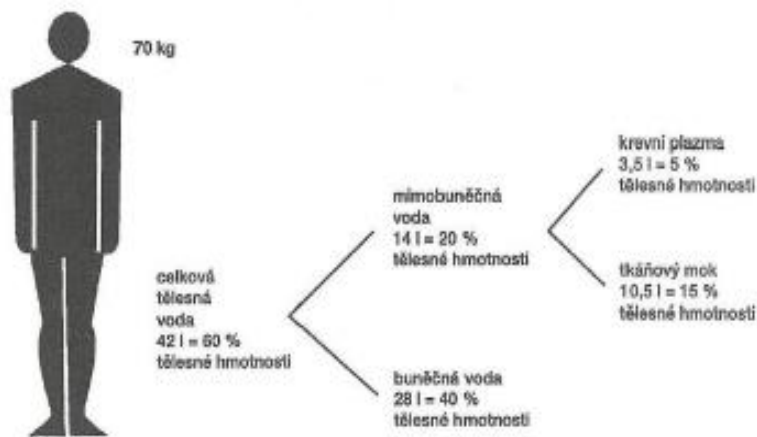 70 kg
celková
tělesná
voda
42 l = 60 %
tělesné hmotnosti
mimobuněčná
voda
14 l = 20 %
tělesné hmotnosti
buněčná voda
28 l = 40 %
tělesné hmotnosti
krevní plazma
3,5 l = 5 %
tělesné hmotnosti
tkáňový mok
10,5 l = 15 %
tělesné hmotnosti